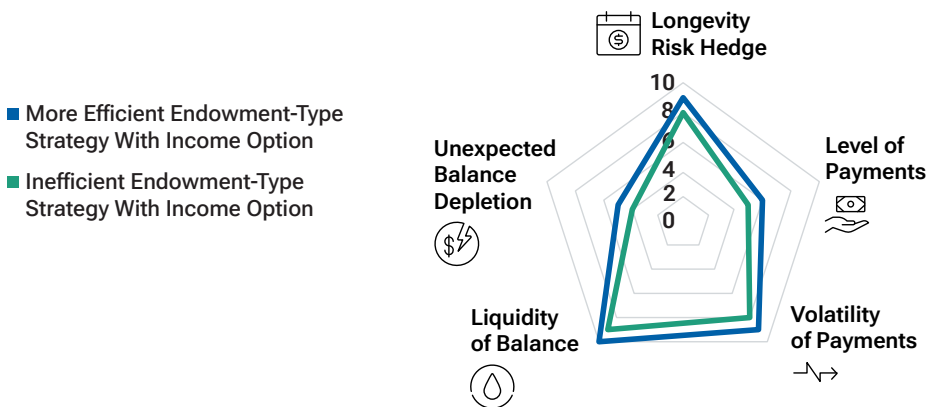 More Efficient Endowment-Type
Strategy With Income Option
Inefficient Endowment-Type
Strategy With Income Option
Longevity
Risk Hedge
10
8
6
4
2
0
Level of
Payments
Volatility
of Payments
Liquidity
of Balance
Unexpected
Balance
Depletion